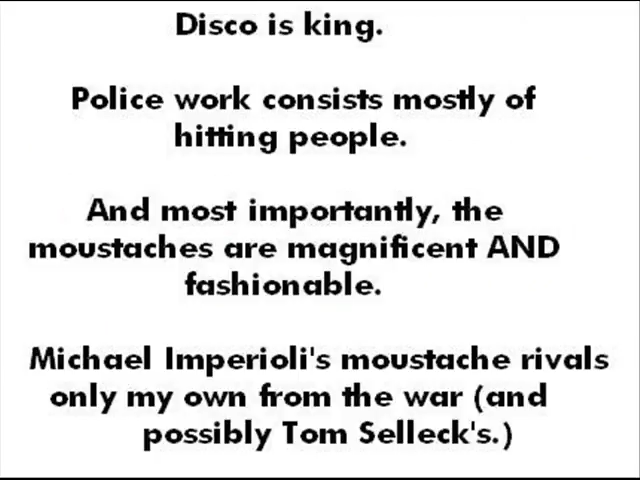 Disco is king.
Police work consists mostly of
hitting people.
And most importantly, the
moustaches are magnificent AND
fashionable.
Michael Imperioli's moustache rivals
only my own from the war (and
possibly Tom Selleck's.)